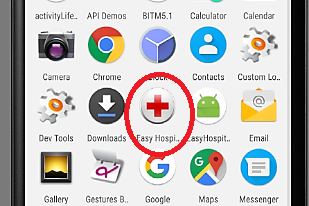 activityLife.. API Demos BITM5.1 Calculator Calendar
Camera Chrome Clock Contacts Custom Lo..
Dev Tools Downloads Easy Hospi.. EasyHospit.. Email
Gallery Gestures B.. Google Maps Messenger